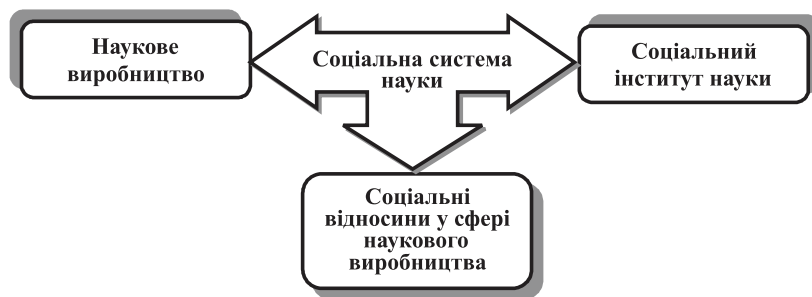 Наукове
виробництво
Соціальна система
науки
Соціальний
інститут науки
Соціальні
відносини у сфері
наукового
виробництва